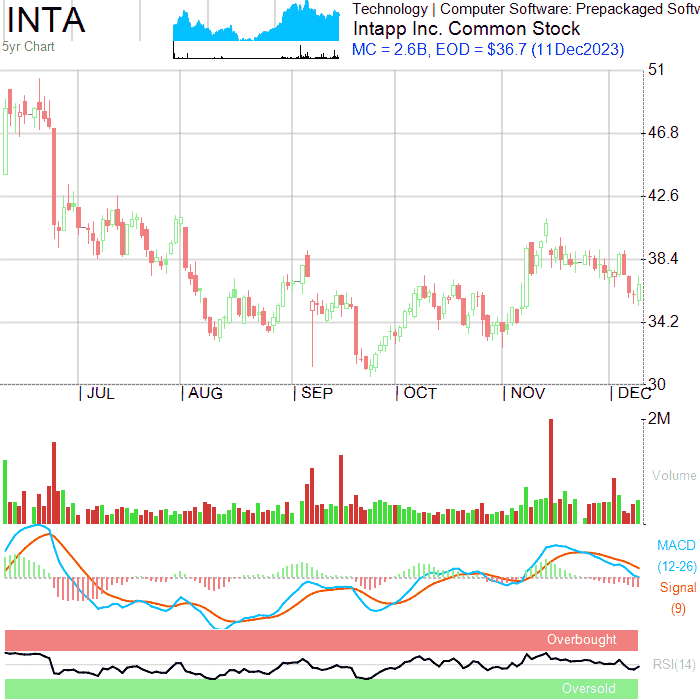 INTA
5yr Chart
Technology | Computer Software: Prepackaged Softw
Intapp Inc. Common Stock
MC = 2.6B, EOD = $36.7 (11Dec2023)
51
46.8
42.6
38.4
34.2
30
JUL AUG SEP OCT NOV DEC
2M
Volume
MACD
(12-26)
Signal
(9)
Overbought
RSI(14)
Oversold